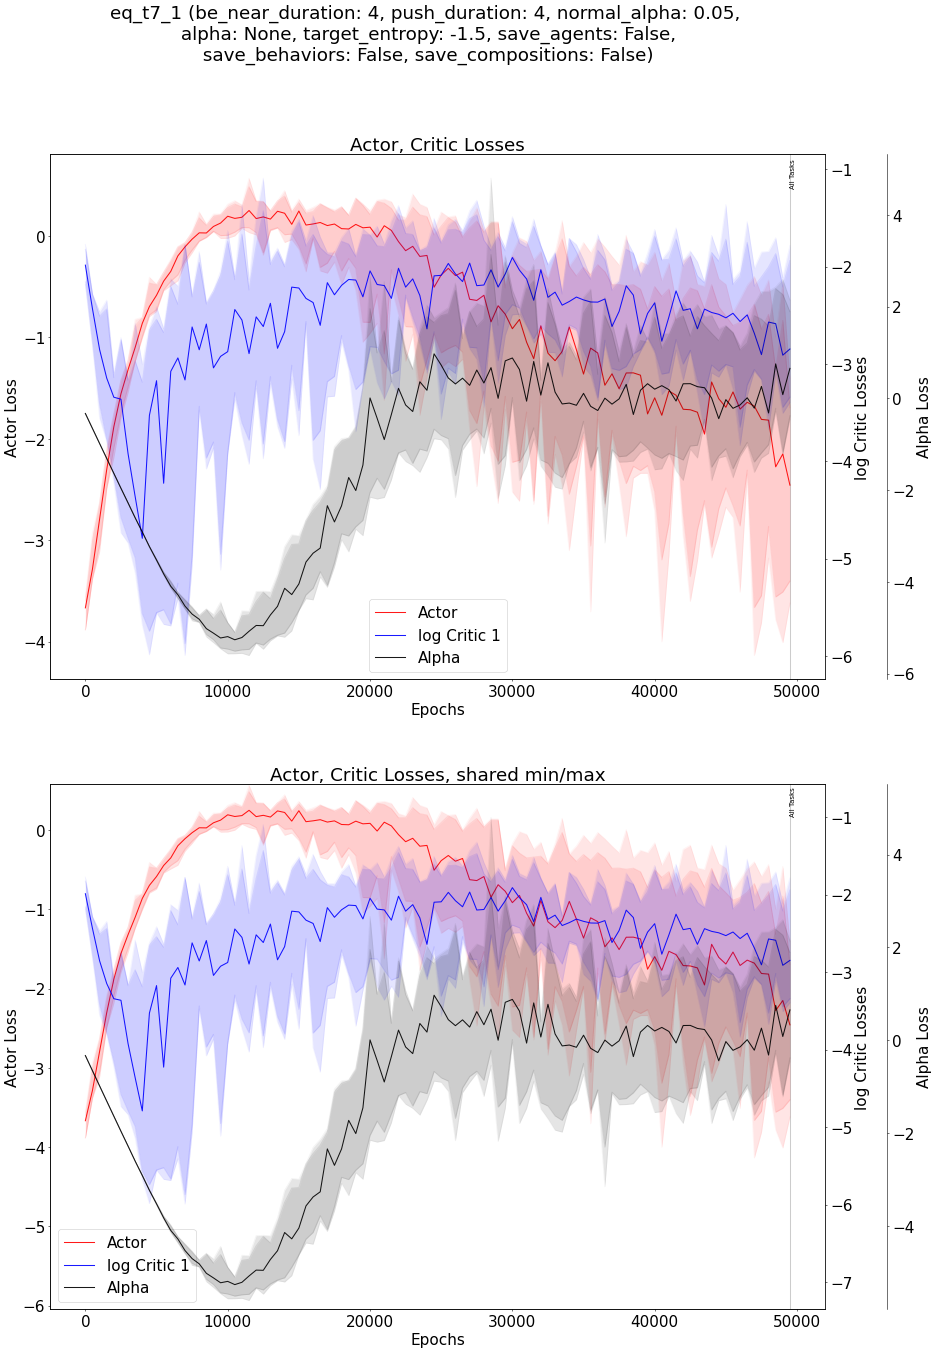 eq_t7_1 (be_near_duration: 4, push_duration: 4, normal_alpha: 0.05,
alpha: None, target_entropy: -1.5, save_agents: False,
save_behaviors: False, save_compositions: False)
Actor, Critic Losses
All Tasks
0
−1
−2
−3
−4
Actor Loss
−1
−2
−3
−4
−5
−6
log Critic Losses
4
2
0
−2
−4
−6
Alpha Loss
Actor
log Critic 1
Alpha
0
10000
20000
30000
40000
50000
Epochs
Actor, Critic Losses, shared min/max
All Tasks
0
−1
−2
−3
−4
−5
−6
Actor Loss
−1
−2
−3
−4
−5
−6
−7
log Critic Losses
4
2
0
−2
−4
Alpha Loss
Actor
log Critic 1
Alpha
0
10000
20000
30000
40000
50000
Epochs